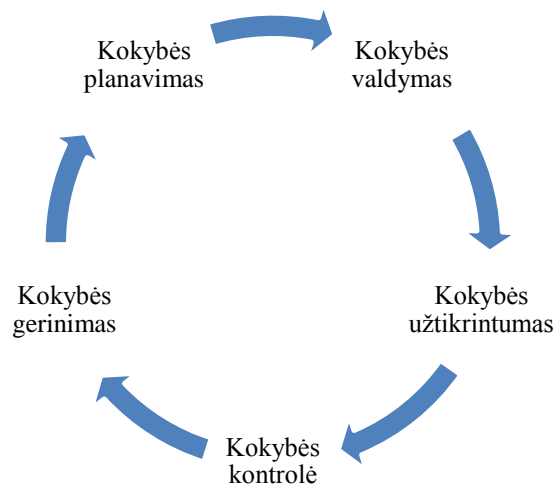 Kokybės
planavimas
Kokybės
valdymas
Kokybės
užtikrintumas
Kokybės
kontrolė
Kokybės
gerinimas